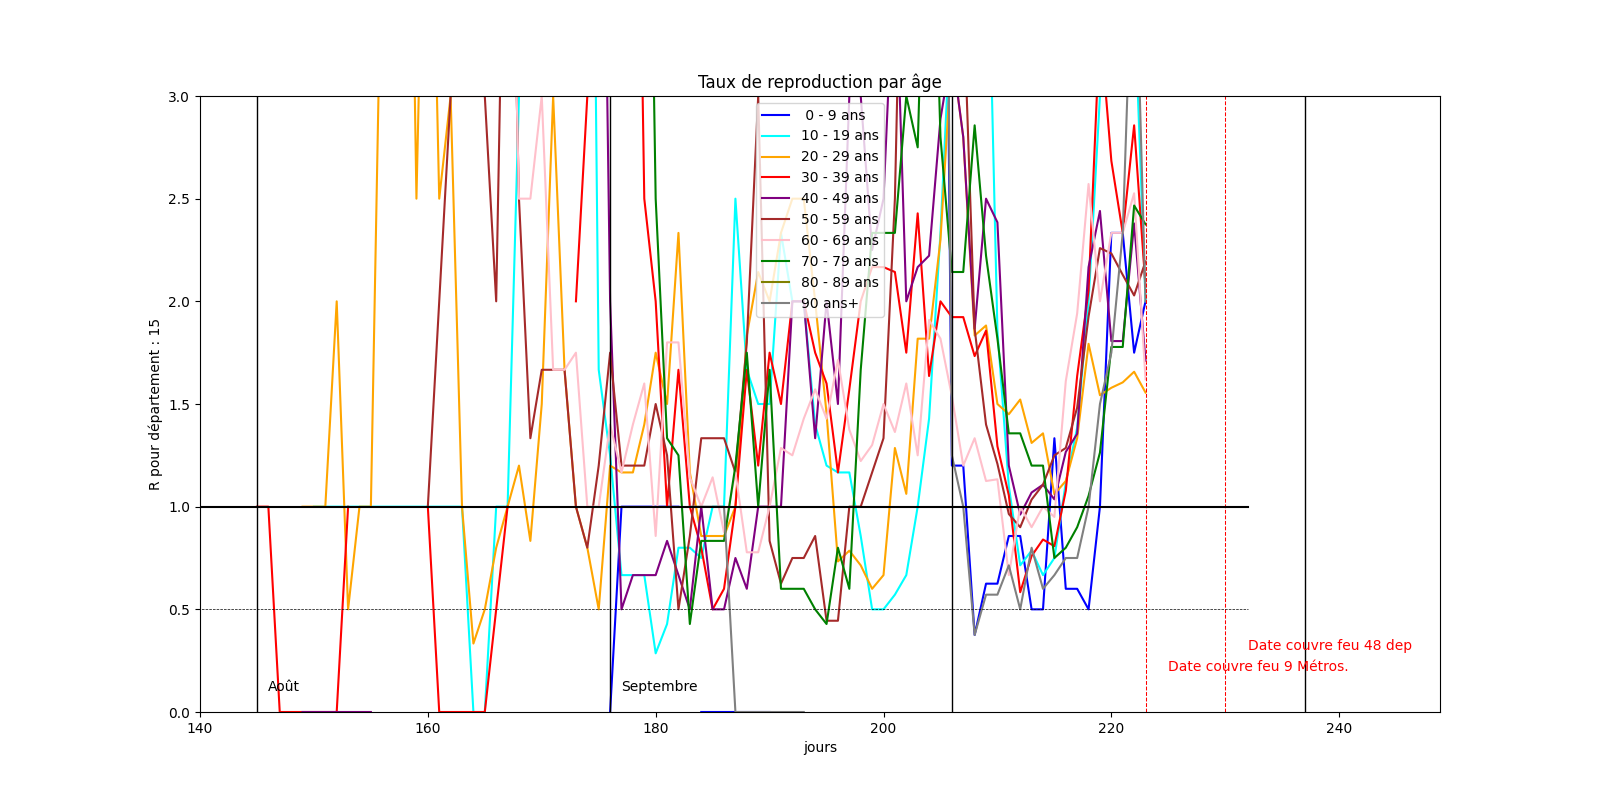 Taux de reproduction par âge
R pour département : 15
3.0
2.5
2.0
1.5
1.0
0.5
0.0
0 - 9 ans
10 - 19 ans
20 - 29 ans
30 - 39 ans
40 - 49 ans
50 - 59 ans
60 - 69 ans
70 - 79 ans
80 - 89 ans
90 ans+
Date couvre feu 48 dep
Date couvre feu 9 Métros.
Août
Septembre
140
160
180
200
220
240
jours